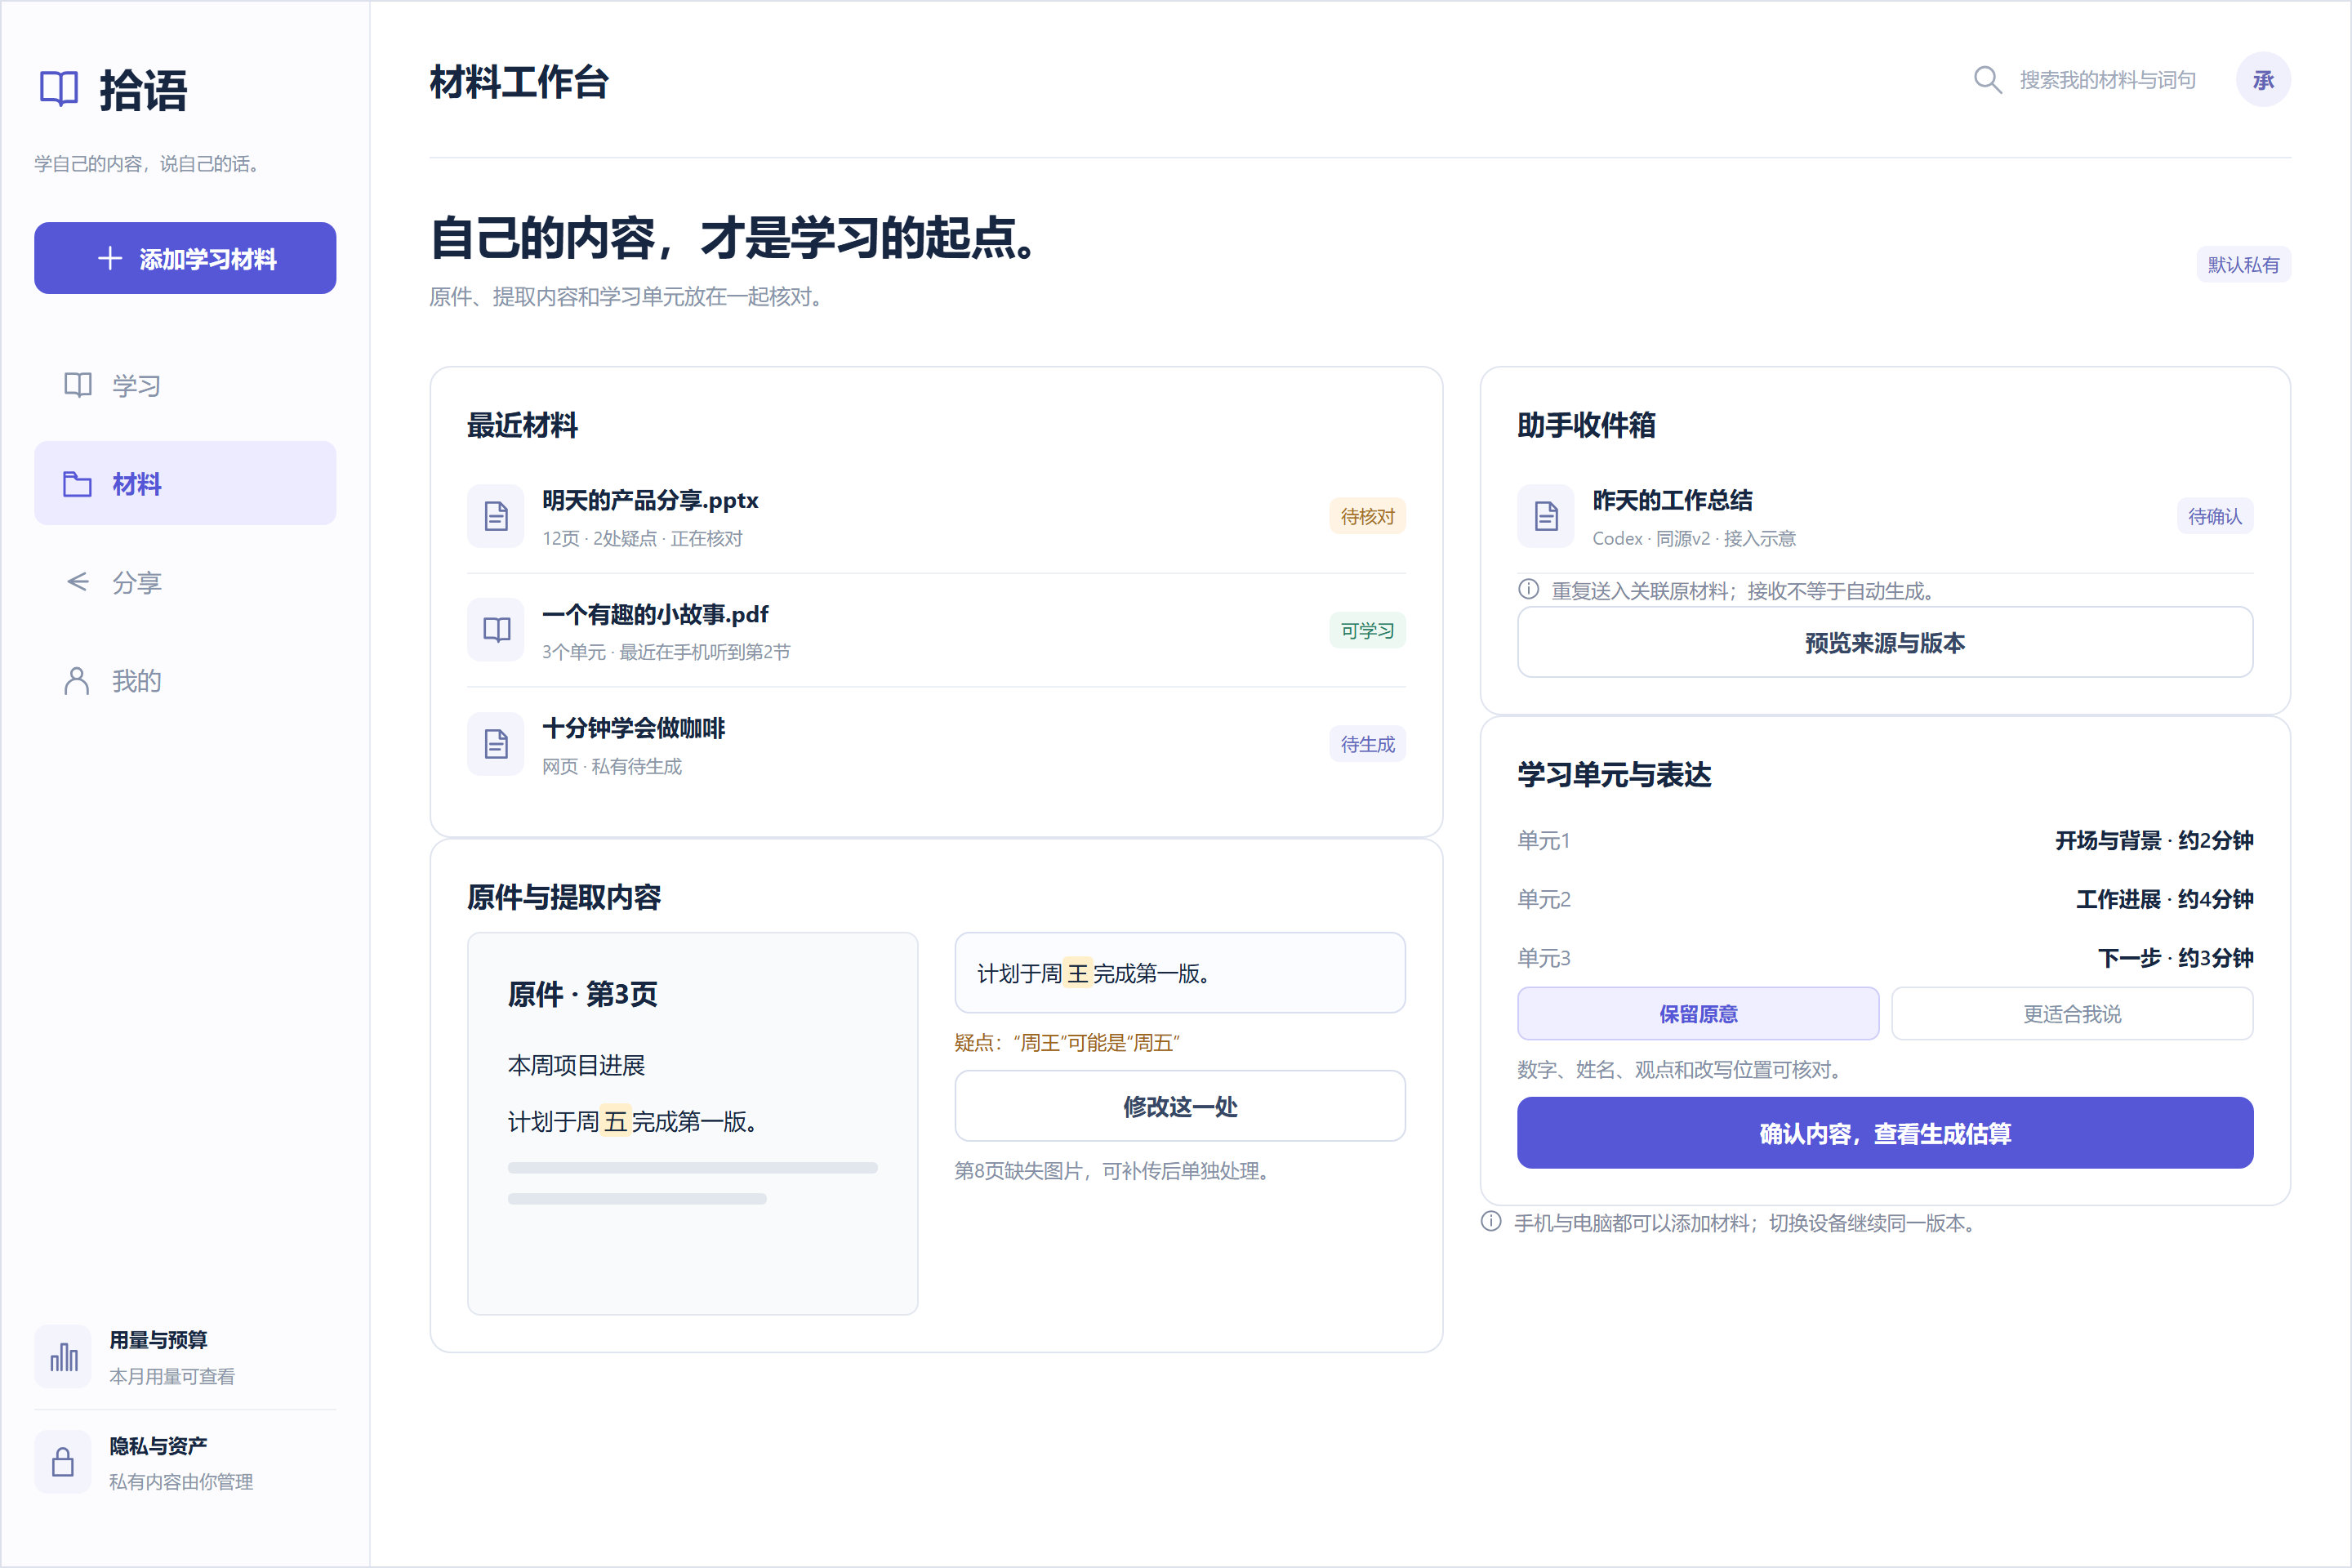 拾语
学自己的内容，说自己的话。
添加学习材料
学习
材料
分享
我的
用量与预算
本月用量可查看
隐私与资产
私有内容由你管理
材料工作台
搜索我的材料与词句
承
自己的内容，才是学习的起点。
原件、提取内容和学习单元放在一起核对。
默认私有
最近材料
明天的产品分享.pptx
12页 · 2处疑点 · 正在核对
待核对
一个有趣的小故事.pdf
3个单元 · 最近在手机听到第2节
可学习
十分钟学会做咖啡
网页 · 私有待生成
待生成
原件与提取内容
原件 · 第3页
本周项目进展
计划于周五完成第一版。
计划于周王完成第一版。
疑点：“周王”可能是“周五”
修改这一处
第8页缺失图片，可补传后单独处理。
助手收件箱
昨天的工作总结
Codex · 同源v2 · 接入示意
待确认
重复送入关联原材料；接收不等于自动生成。
预览来源与版本
学习单元与表达
单元1 开场与背景 · 约2分钟
单元2 工作进展 · 约4分钟
单元3 下一步 · 约3分钟
保留原意 更适合我说
数字、姓名、观点和改写位置可核对。
确认内容，查看生成估算
手机与电脑都可以添加材料；切换设备继续同一版本。